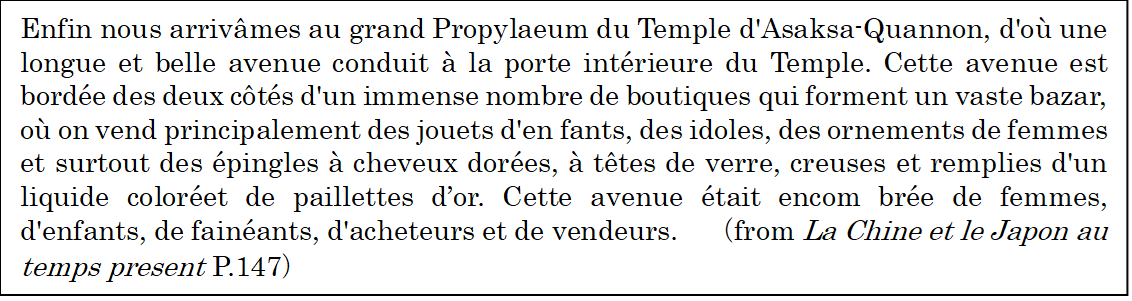 Enfin nous arrivâmes au grand Propylaeum du Temple d'Asaksa-Quannon, d'où une
longue et belle avenue conduit à la porte intérieure du Temple. Cette avenue est
bordée des deux côtés d'un immense nombre de boutiques qui forment un vaste bazar,
où on vend principalement des jouets d'en fants, des idoles, des ornements de femmes
et surtout des épingles à cheveux dorées, à têtes de verre, creuses et remplies d'un
liquide coloréet de paillettes d’or. Cette avenue était encom brée de femmes,
d'enfants, de fainéants, d'acheteurs et de vendeurs. (from La Chine et le Japon au
temps present P.147)